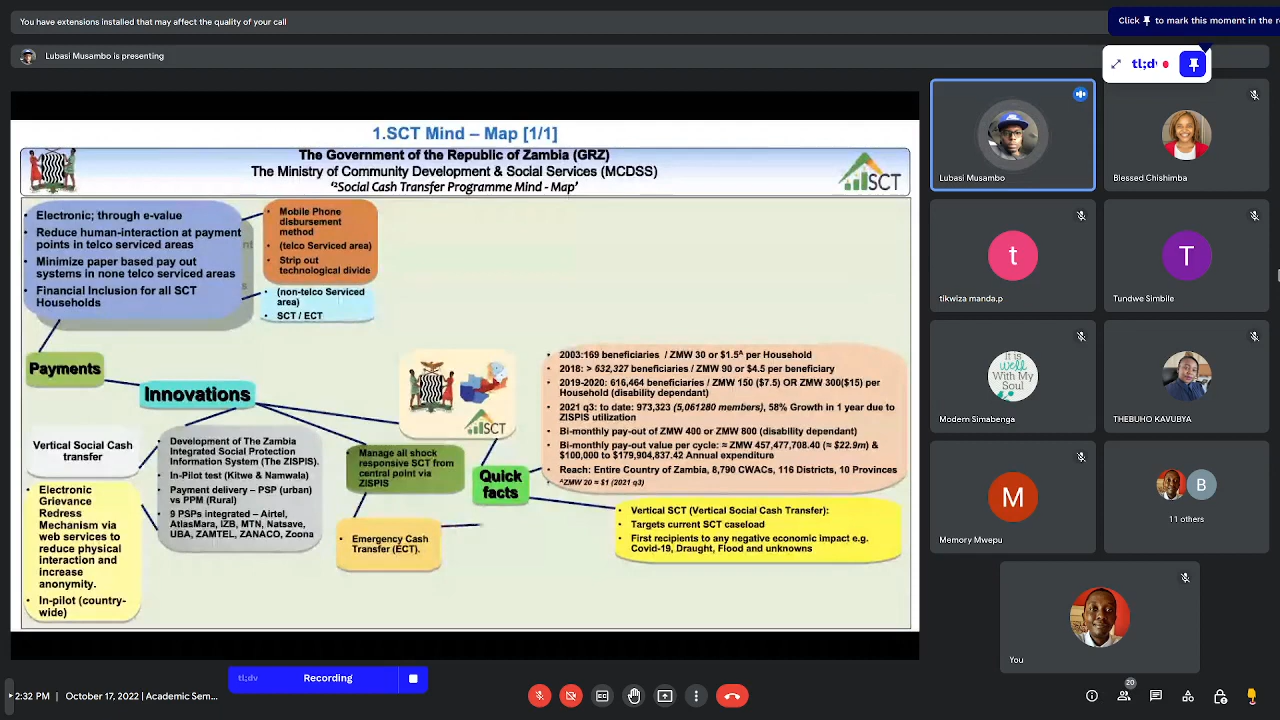 You have extensions installed that may affect the quality of your call
Click to mark this moment in the re
Lubasi Musambo is presenting
tl;dv
1.SCT Mind – Map [1/1]
The Government of the Republic of Zambia (GRZ)
The Ministry of Community Development & Social Services (MCDSS)
'²Social Cash Transfer Programme Mind - Map'
SCT
• Electronic; through e-value
• Reduce human-interaction at payment
points in telco serviced areas
• Minimize paper based pay out
systems in none telco serviced areas
• Financial Inclusion for all SCT
Households
• Mobile Phone
disbursement
method
• (telco Serviced area)
• Strip out
technological divide
• (non-telco Serviced
area)
• SCT / ECT
Payments
Innovations
SCT
• 2003:169 beneficiaries / ZMW 30 or $1.5ᴬ per Household
• 2018: > 632,327 beneficiaries / ZMW 90 or $4.5 per beneficiary
• 2019-2020: 616,464 beneficiaries / ZMW 150 ($7.5) OR ZMW 300($15) per
Household (disability dependant)
• 2021 q3: to date: 973,323 (5,061280 members), 58% Growth in 1 year due to
ZISPIS utilization
• Bi-monthly pay-out of ZMW 400 or ZMW 800 (disability dependant)
• Bi-monthly pay-out value per cycle: ≈ ZMW 457,477,708.40 (≈ $22.9m) &
$100,000 to $179,904,837.42 Annual expenditure
• Reach: Entire Country of Zambia, 8,790 CWACs, 116 Districts, 10 Provinces
• ᴬZMW 20 ≈ $1 (2021 q3)
Vertical Social Cash
transfer
• Development of The Zambia
Integrated Social Protection
Information System (The ZISPIS).
• In-Pilot test (Kitwe & Namwala)
• Payment delivery – PSP (urban)
vs PPM (Rural)
• 9 PSPs integrated – Airtel,
AtlasMara, IZB, MTN, Natsave,
UBA, ZAMTEL, ZANACO, Zoona
• Manage all shock
responsive SCT from
central point via
ZISPIS
Quick
facts
• Electronic
Grievance
Redress
Mechanism via
web services to
reduce physical
interaction and
increase
anonymity.
• In-pilot (country-
wide)
• Emergency Cash
Transfer (ECT).
• Vertical SCT (Vertical Social Cash Transfer):
• Targets current SCT caseload
• First recipients to any negative economic impact e.g.
Covid-19, Draught, Flood and unknowns
Lubasi Musambo
Blessed Chishimba
t
tikwiza manda.p
T
Tundwe Simbile
It is
well
With My
Soul
Modern Simabenga
THEBUHO KAVUBYA
M
Memory Mwepu
B
11 others
You
tl;dv
Recording
2:32 PM | October 17, 2022 | Academic Sem...
20